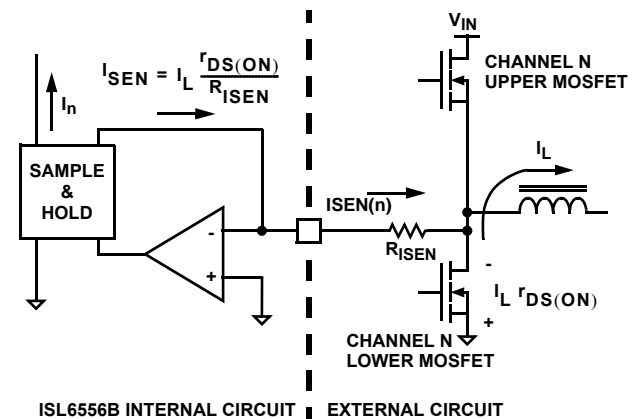 V_IN
CHANNEL N
UPPER MOSFET
I_SEN = I_L r_DS(ON) / R_ISEN
I_n
I_L
SAMPLE
&
HOLD
ISEN(n)
-
+
R_ISEN
-
I_L r_DS(ON)
+
CHANNEL N
LOWER MOSFET
ISL6556B INTERNAL CIRCUIT
EXTERNAL CIRCUIT